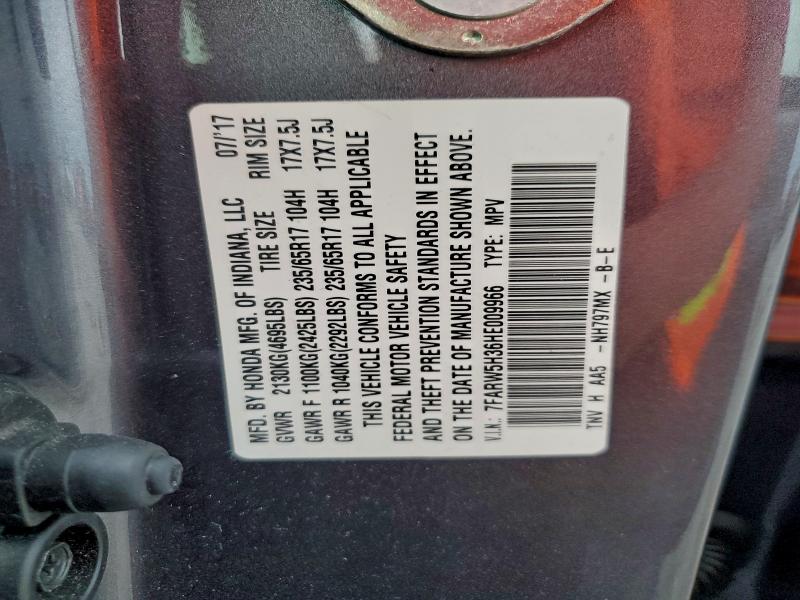 MFD. BY HONDA MFG. OF INDIANA, LLC 07/'17
GVWR 2130KG(4695LBS) TIRE SIZE RIM SIZE
GAWR F 1100KG(2425LBS) 235/65R17 104H 17X7.5J
GAWR R 1040KG(2292LBS) 235/65R17 104H 17X7.5J
THIS VEHICLE CONFORMS TO ALL APPLICABLE
FEDERAL MOTOR VEHICLE SAFETY
AND THEFT PREVENTION STANDARDS IN EFFECT
ON THE DATE OF MANUFACTURE SHOWN ABOVE.
V.I.N.: 7FARW5H36HE009966 TYPE: MPV
TNV H AA5 -NH797MX -B-E